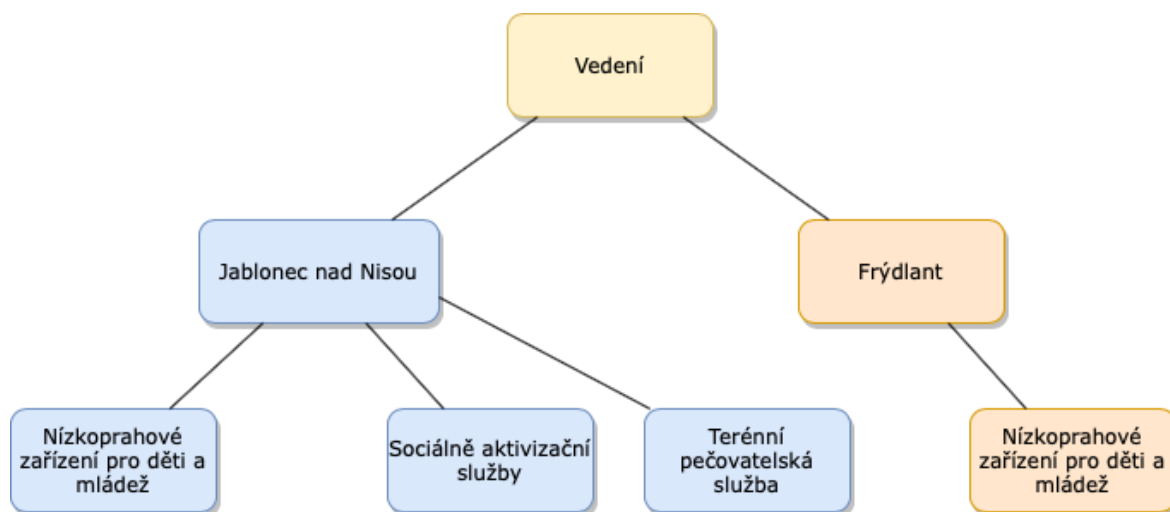 Vedení
Jablonec nad Nisou
Frýdlant
Nízkoprahové
zařízení pro děti a
mládež
Sociálně aktivizační
služby
Terénní
pečovatelská
služba
Nízkoprahové
zařízení pro děti a
mládež